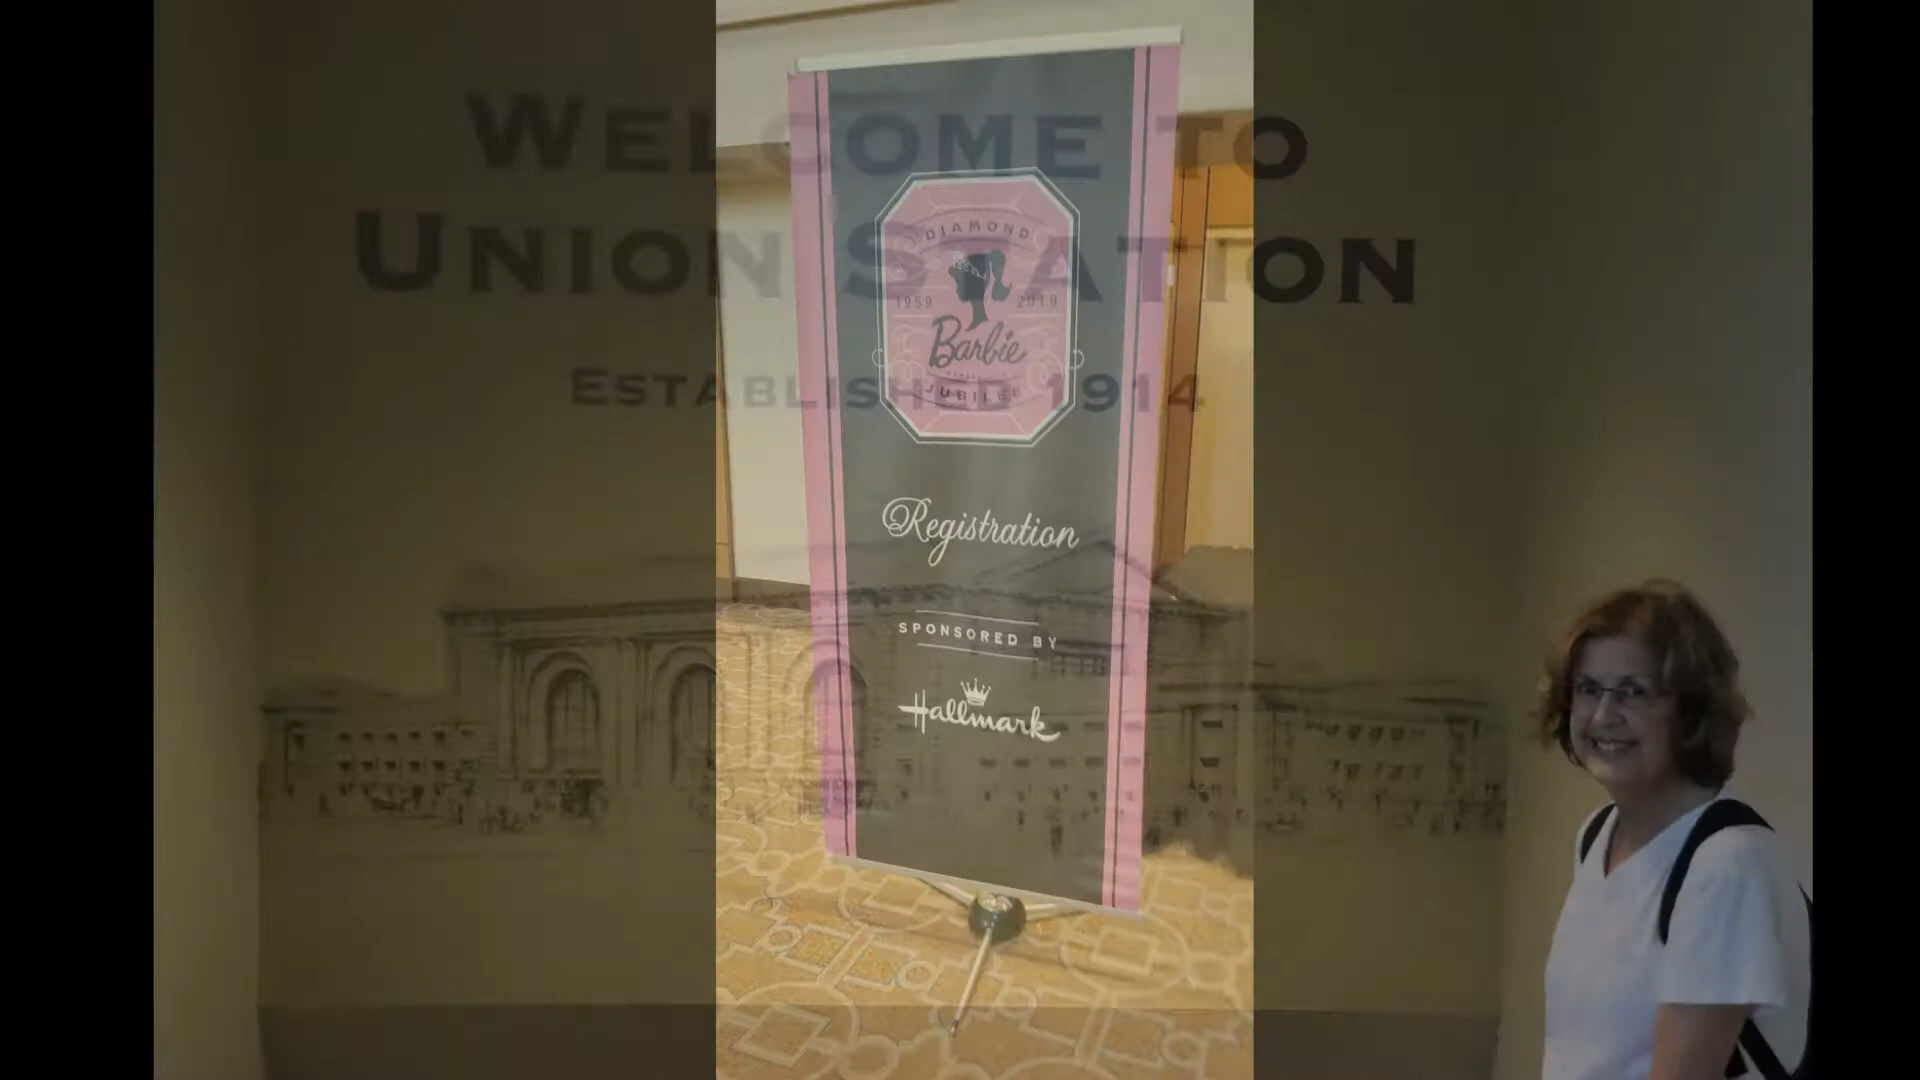 WELCOME TO
UNION STATION
ESTABLISHED 1914
DIAMOND
1959 2019
Barbie
JUBILEE
Registration
SPONSORED BY
Hallmark